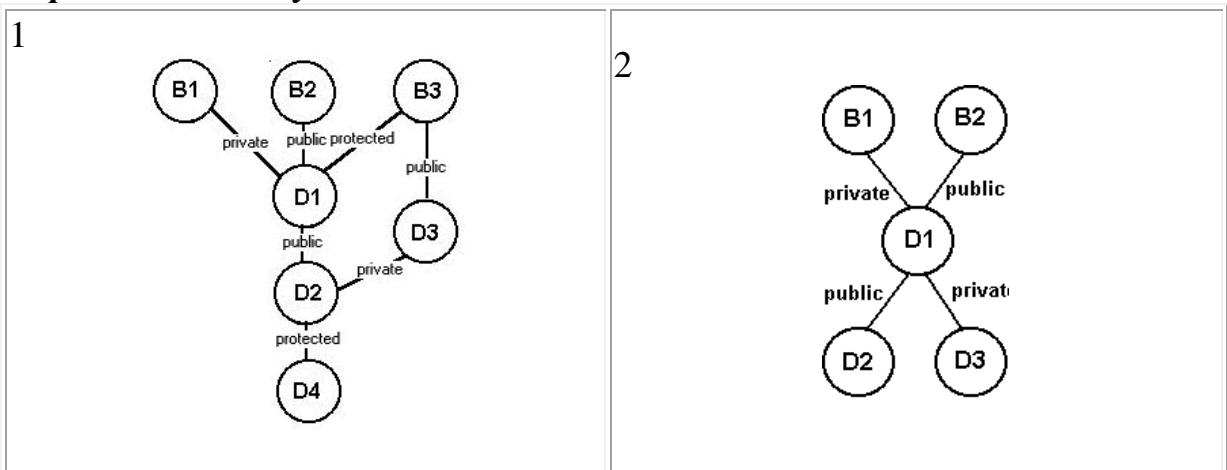 1
B1 B2 B3
private public protected
public
D1
D3
public
private
D2
protected
D4
2
B1 B2
private public
D1
public privat
D2 D3